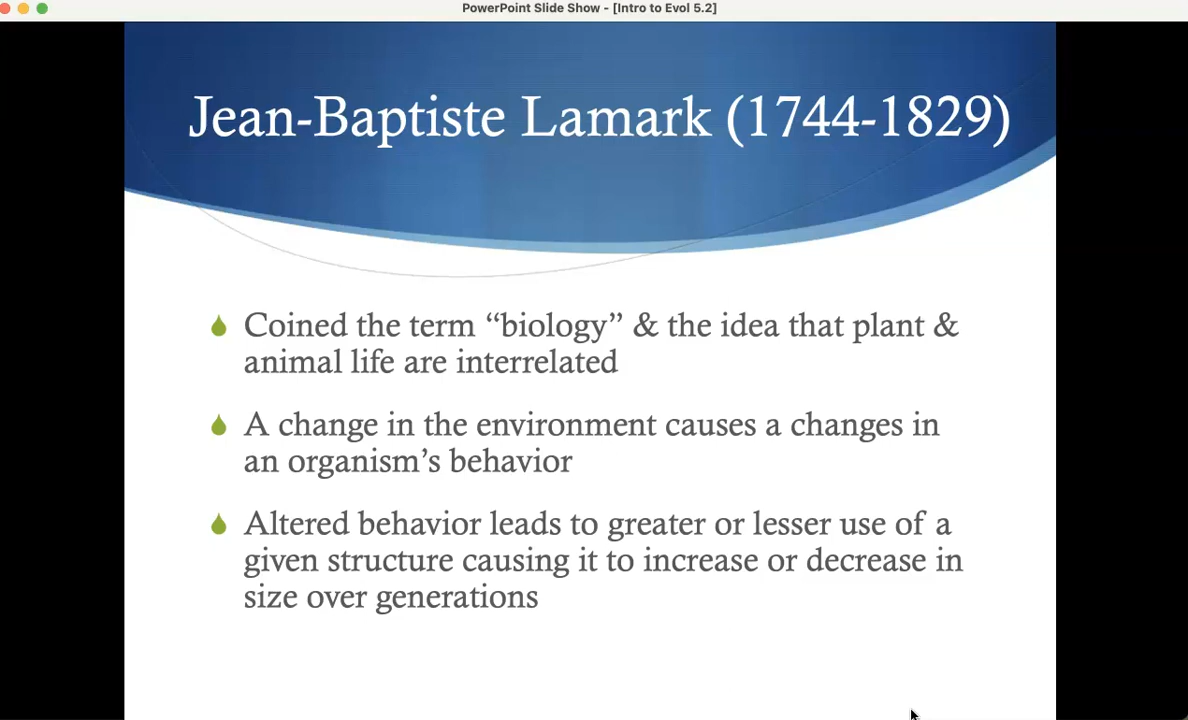 PowerPoint Slide Show - [Intro to Evol 5.2]
Jean-Baptiste Lamark (1744-1829)
Coined the term “biology” & the idea that plant &
animal life are interrelated
A change in the environment causes a changes in
an organism’s behavior
Altered behavior leads to greater or lesser use of a
given structure causing it to increase or decrease in
size over generations